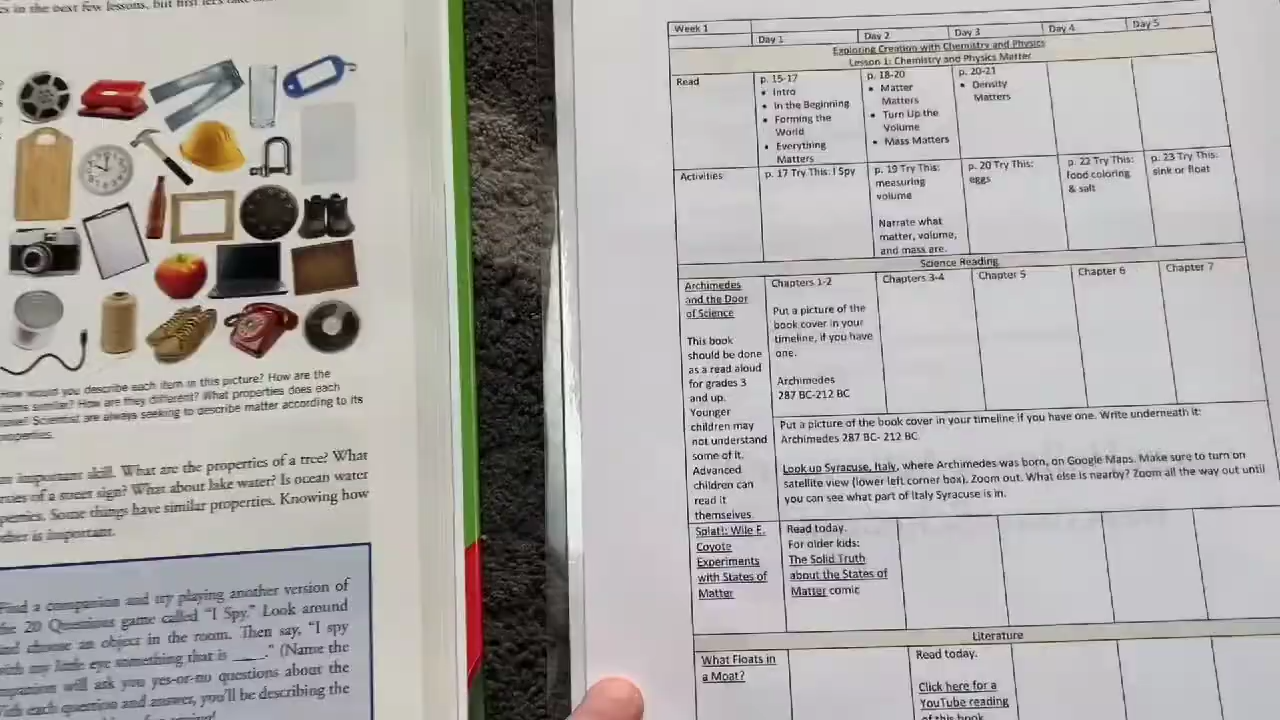 s in the next few lessons, but first let's take
How would you describe each item in this picture? How are the
items similar? How are they different? What properties does each
have? Scientists are always seeking to describe matter according to its
properties.
an important skill. What are the properties of a tree? What
rties of a street sign? What about lake water? Is ocean water
perties. Some things have similar properties. Knowing how
ther is important.
Find a companion and try playing another version of
the 20 Questions game called "I Spy." Look around
and choose an object in the room. Then say, "I spy
with my little eye something that is ___." (Name the
mpanion will ask you yes-or-no questions about the
ith each question and answer, you'll be describing the
Week 1
Day 1
Day 2
Day 3
Day 4
Day 5
Exploring Creation with Chemistry and Physics
Lesson 1: Chemistry and Physics Matter
Read
p. 15-17
• Intro
• In the Beginning
• Forming the
World
• Everything
Matters
p. 18-20
• Matter
Matters
• Turn Up the
Volume
• Mass Matters
p. 20-21
• Density
Matters
Activities
p. 17 Try This: I Spy
p. 19 Try This:
measuring
volume
Narrate what
matter, volume,
and mass are.
p. 20 Try This:
eggs
p. 22 Try This:
food coloring
& salt
p. 23 Try This:
sink or float
Science Reading
Archimedes
and the Door
of Science
This book
should be done
as a read aloud
for grades 3
and up.
Younger
children may
not understand
some of it.
Advanced
children can
read it
themselves.
Chapters 1-2
Put a picture of the
book cover in your
timeline, if you have
one.
Archimedes
287 BC-212 BC
Chapters 3-4
Chapter 5
Chapter 6
Chapter 7
Put a picture of the book cover in your timeline if you have one. Write underneath it:
Archimedes 287 BC- 212 BC
Look up Syracuse, Italy, where Archimedes was born, on Google Maps. Make sure to turn on
satellite view (lower left corner box). Zoom out. What else is nearby? Zoom all the way out until
you can see what part of Italy Syracuse is in.
Splat!: Wile E.
Coyote
Experiments
with States of
Matter
Read today.
For older kids:
The Solid Truth
about the States of
Matter comic
Literature
What Floats in
a Moat?
Read today.
Click here for a
YouTube reading
of this book